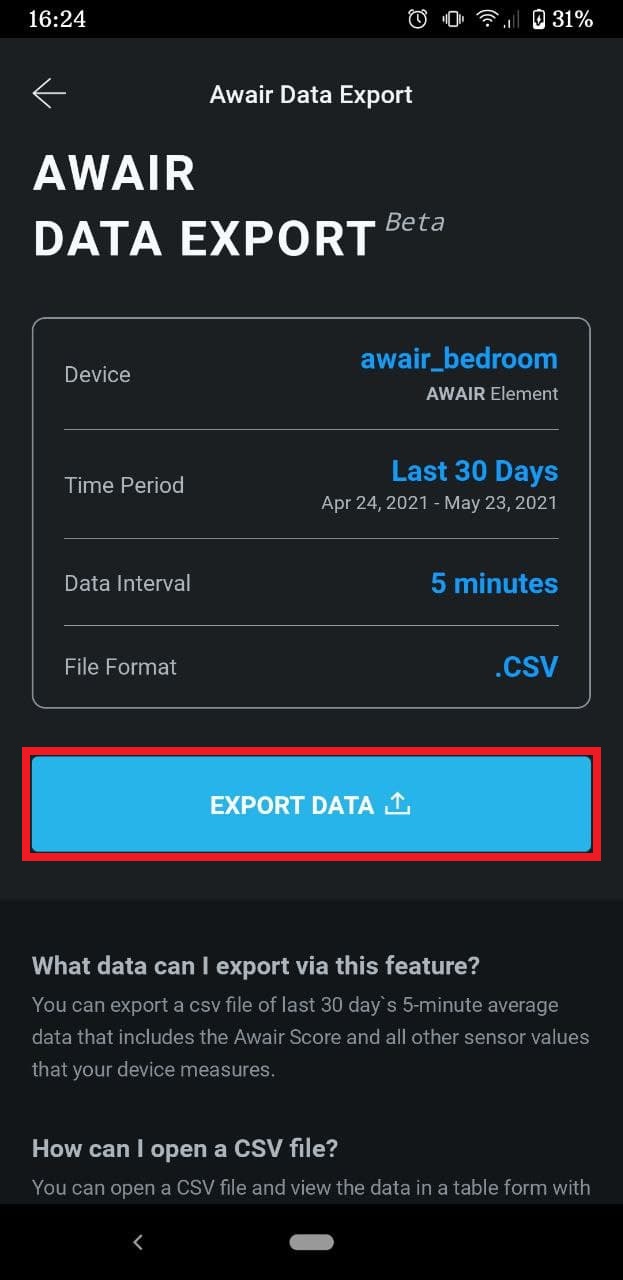 16:24 31%
Awair Data Export
AWAIR
DATA EXPORT Beta
Device awair_bedroom
AWAIR Element
Time Period Last 30 Days
Apr 24, 2021 - May 23, 2021
Data Interval 5 minutes
File Format .CSV
EXPORT DATA
What data can I export via this feature?
You can export a csv file of last 30 day`s 5-minute average
data that includes the Awair Score and all other sensor values
that your device measures.
How can I open a CSV file?
You can open a CSV file and view the data in a table form with